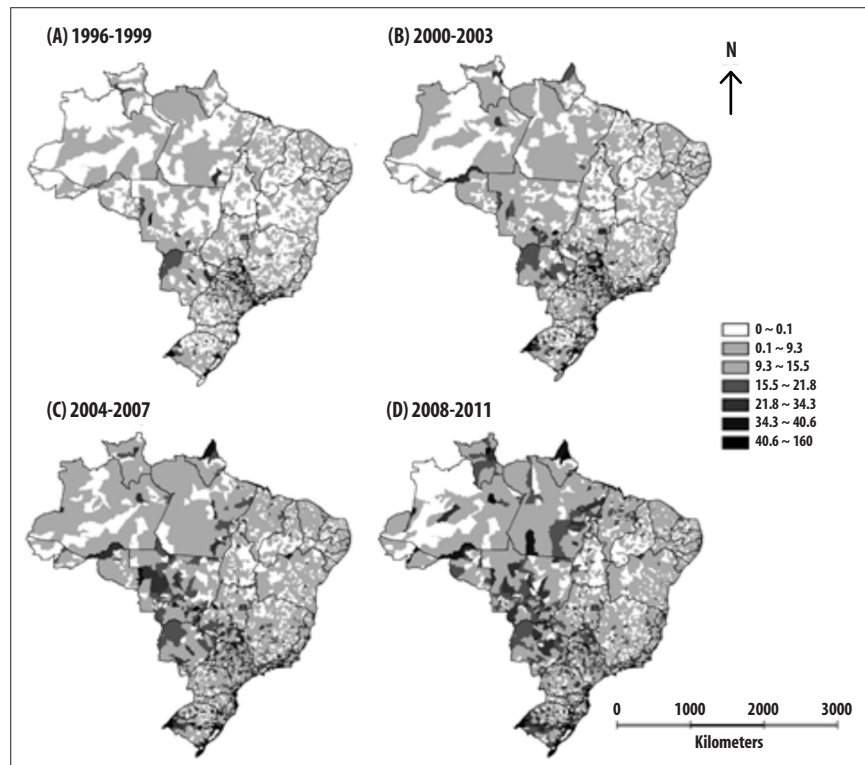 (A) 1996-1999
(B) 2000-2003
N
0 ~ 0.1
0.1 ~ 9.3
9.3 ~ 15.5
15.5 ~ 21.8
21.8 ~ 34.3
34.3 ~ 40.6
40.6 ~ 160
(C) 2004-2007
(D) 2008-2011
0 1000 2000 3000
Kilometers